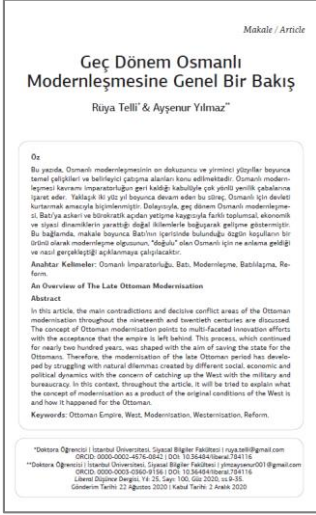 Makale / Article
Geç Dönem Osmanlı
Modernleşmesine Genel Bir Bakış
Rüya Telli* & Ayşenur Yılmaz**
Öz
Bu yazıda, Osmanlı modernleşmesinin on dokuzuncu ve yirminci yüzyıllar boyunca
temel çelişkileri ve belirleyici çatışma alanları konu edilmektedir. Osmanlı modern-
leşmesi kavramı imparatorluğun geri kaldığı kabulüyle çok yönlü yenilik çabalarına
işaret eder. Yaklaşık iki yüz yıl boyunca devam eden bu süreç, Osmanlı için devleti
kurtarmak amacıyla biçimlenmiştir. Dolayısıyla, geç dönem Osmanlı modernleşme-
si, Batı'ya askeri ve bürokratik açıdan yetişme kaygısıyla farklı toplumsal, ekonomik
ve siyasi dinamiklerin yarattığı doğal ikilemlerle boğuşarak gelişme göstermiştir.
Bu bağlamda, makale boyunca Batı'nın içerisinde bulunduğu özgün koşulların bir
ürünü olarak modernleşme olgusunun, "doğulu" olan Osmanlı için ne anlama geldiği
ve nasıl gerçekleştiği açıklanmaya çalışılacaktır.
Anahtar Kelimeler: Osmanlı İmparatorluğu, Batı, Modernleşme, Batılılaşma, Re-
form.
An Overview of The Late Ottoman Modernisation
Abstract
In this article, the main contradictions and decisive conflict areas of the Ottoman
modernisation throughout the nineteenth and twentieth centuries are discussed.
The concept of Ottoman modernisation points to multi-faceted innovation efforts
with the acceptance that the empire is left behind. This process, which continued
for nearly two hundred years, was shaped with the aim of saving the state for the
Ottomans. Therefore, the modernisation of the late Ottoman period has develo-
ped by struggling with natural dilemmas created by different social, economic and
political dynamics with the concern of catching up the West with the military and
bureaucracy. In this context, throughout the article, it will be tried to explain what
the concept of modernisation as a product of the original conditions of the West is
and how it happened for the Ottoman.
Keywords: Ottoman Empire, West, Modernisation, Westernisation, Reform.
*Doktora Öğrencisi | İstanbul Üniversitesi, Siyasal Bilgiler Fakültesi | ruya.telli@gmail.com
ORCID: 0000-0002-4576-0842 | DOI: 10.36484/liberal.784116
**Doktora Öğrencisi | İstanbul Üniversitesi, Siyasal Bilgiler Fakültesi | ylmzaysenur001@gmail.com
ORCID: 0000-0003-0360-9156 | DOI: 10.36484/liberal.784116
Liberal Düşünce Dergisi, Yıl: 25, Sayı: 100, Güz 2020, ss.9-35.
Gönderim Tarihi: 22 Ağustos 2020 | Kabul Tarihi: 2 Aralık 2020